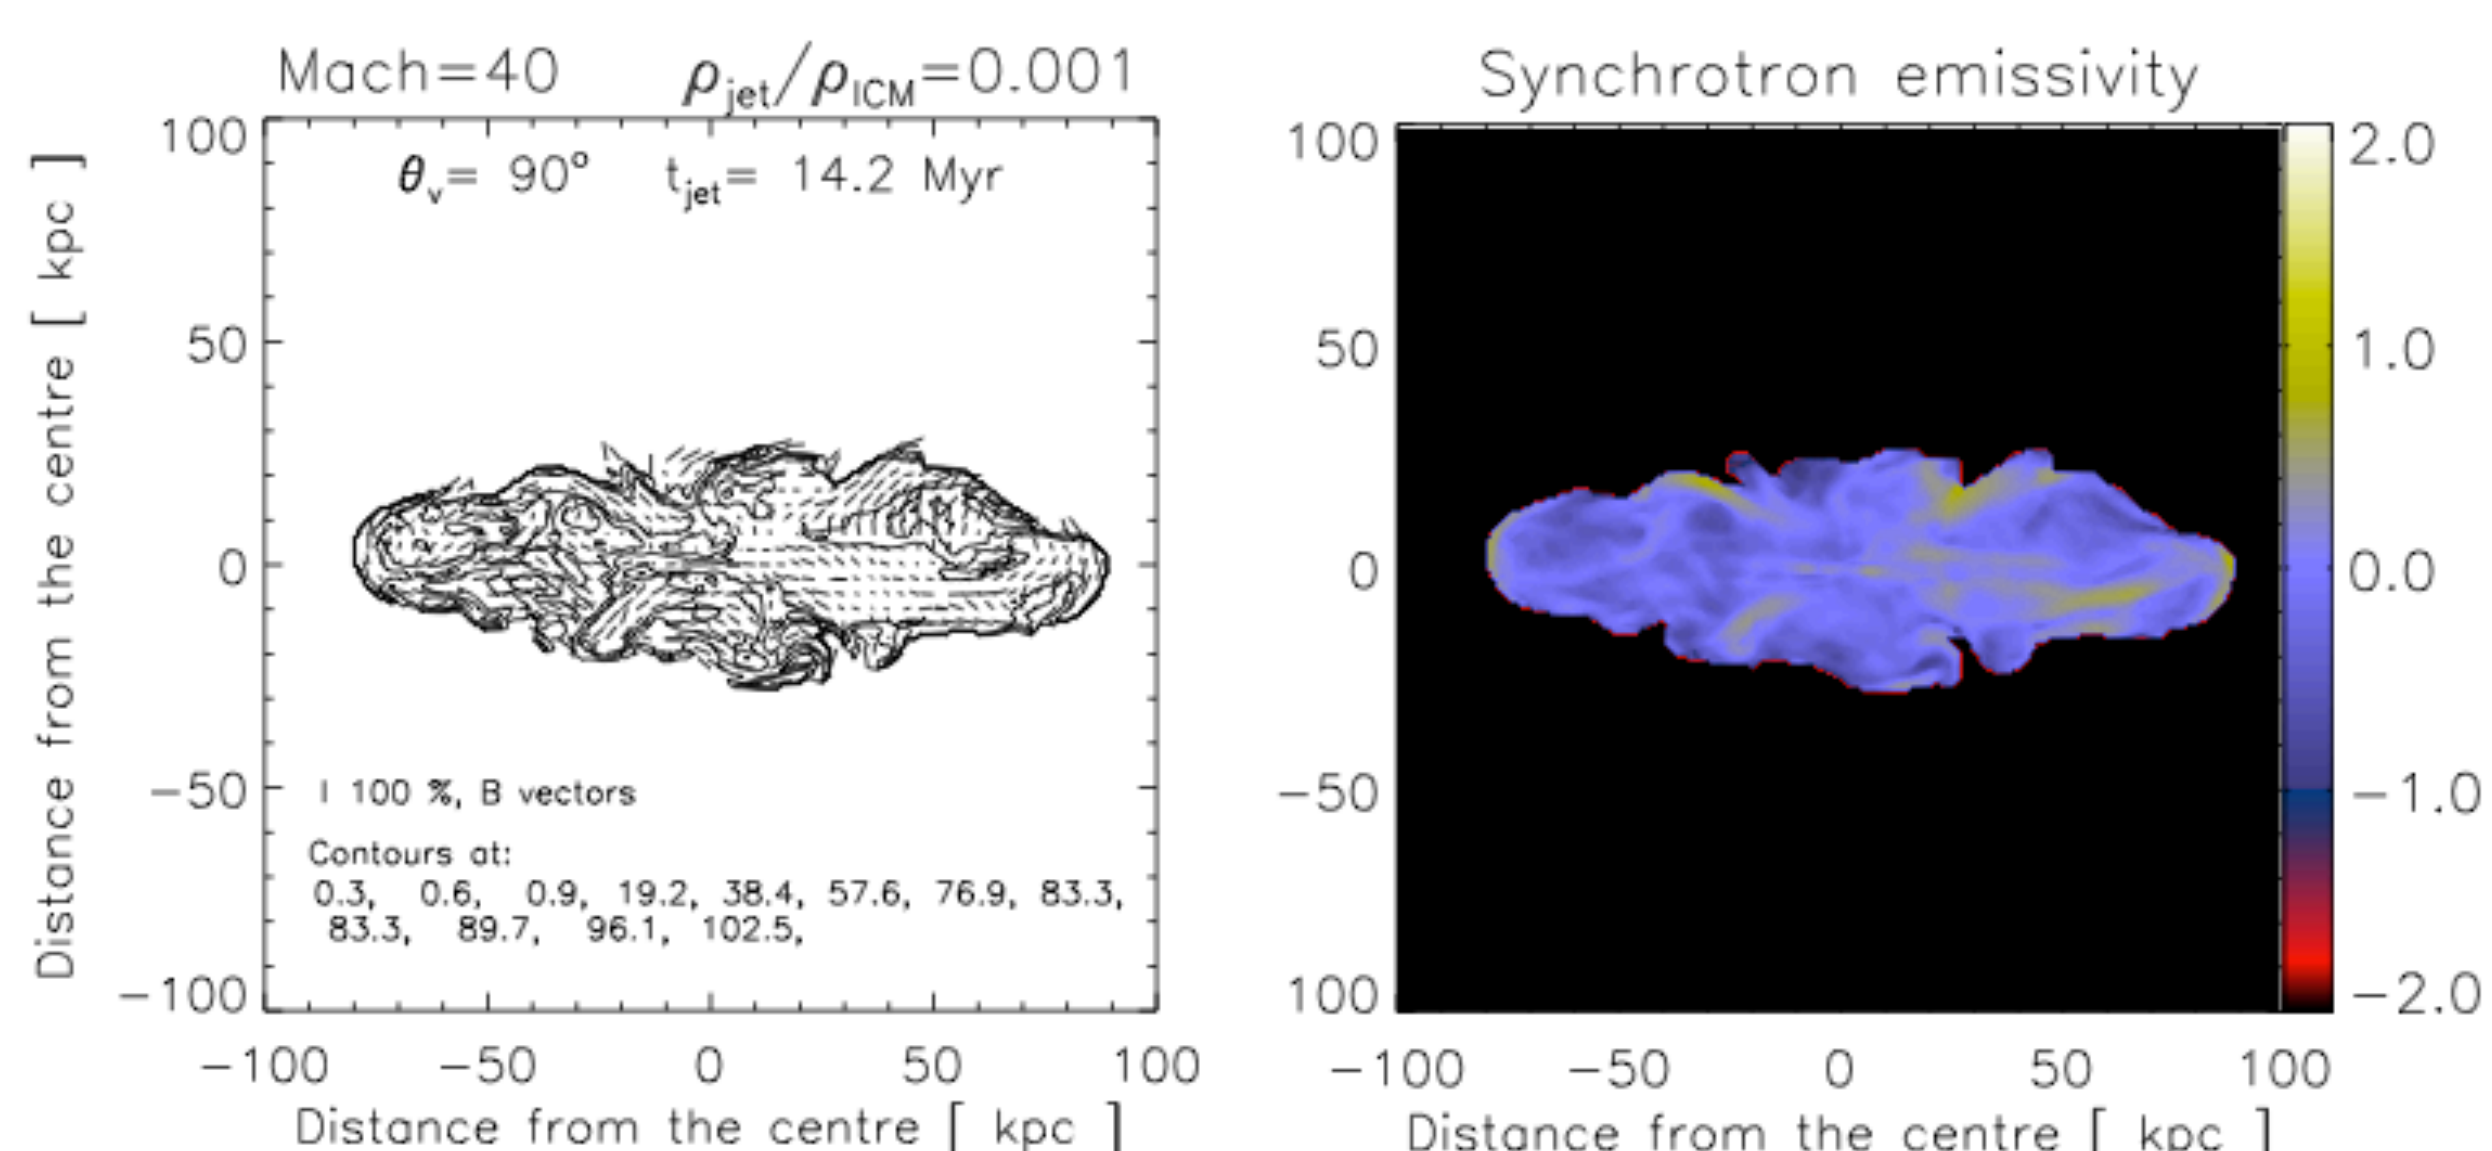 Mach=40 ρjet/ρICM=0.001
θv= 90° tjet= 14.2 Myr
100
50
0
−50
−100
Distance from the centre [ kpc ]
I 100 %, B vectors
Contours at:
0.3, 0.6, 0.9, 19.2, 38.4, 57.6, 76.9, 83.3,
83.3, 89.7, 96.1, 102.5,
−100 −50 0 50 100
Distance from the centre [ kpc ]
Synchrotron emissivity
100
50
0
−50
100
2.0
1.0
0.0
−1.0
−2.0
−100 −50 0 50 100
Distance from the centre [ kpc ]